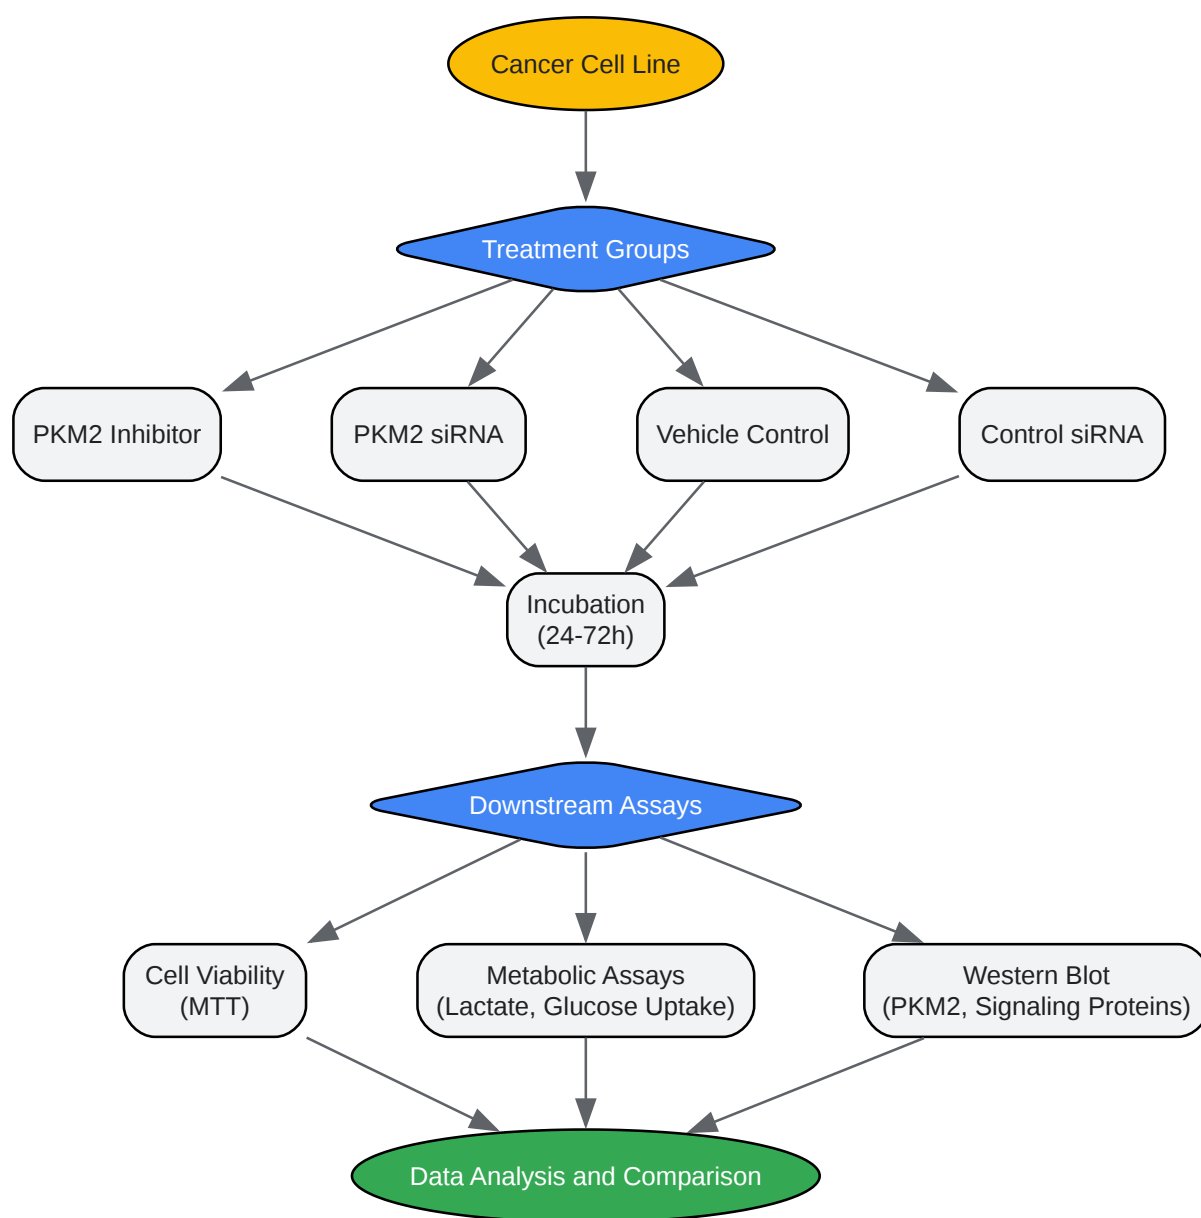 Cancer Cell Line
Treatment Groups
PKM2 Inhibitor
PKM2 siRNA
Vehicle Control
Control siRNA
Incubation
(24-72h)
Downstream Assays
Cell Viability
(MTT)
Metabolic Assays
(Lactate, Glucose Uptake)
Western Blot
(PKM2, Signaling Proteins)
Data Analysis and Comparison